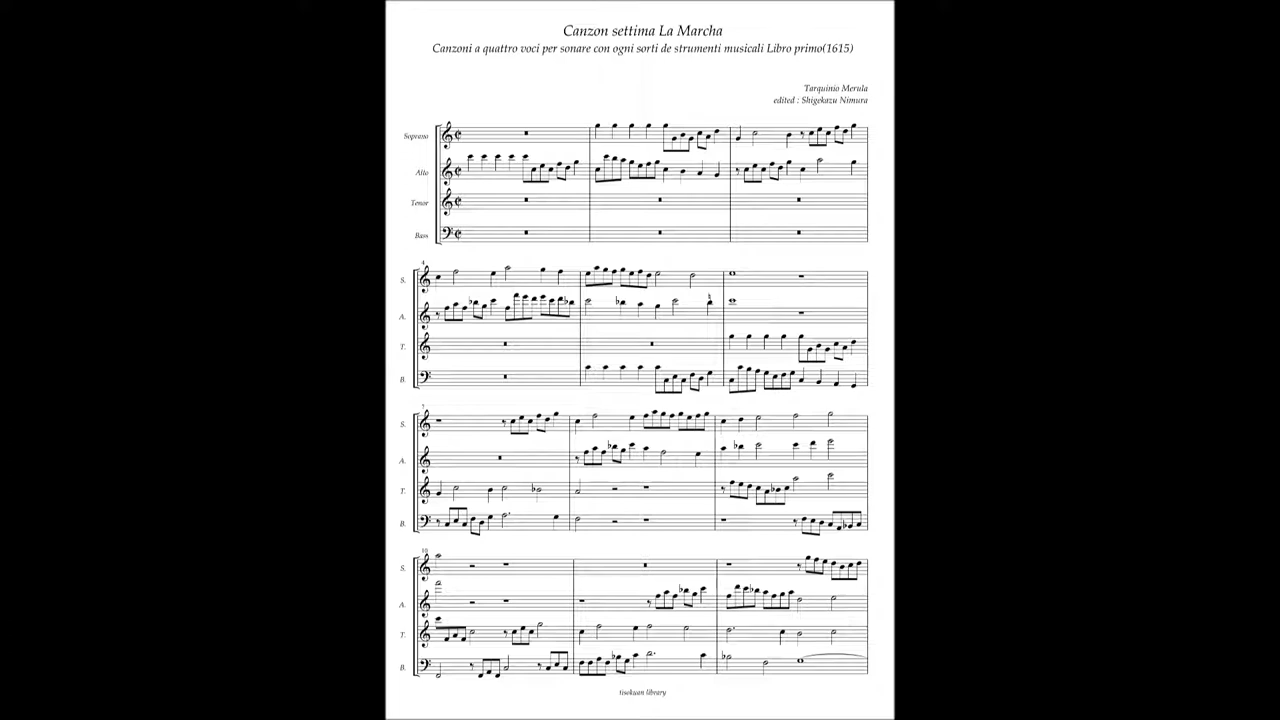 Canzon settima La Marcha
Canzoni a quattro voci per sonare con ogni sorti de strumenti musicali Libro primo(1615)
Tarquinio Merula
edited : Shigekazu Nimura
Soprano
Alto
Tenor
Bass
4
S.
A.
T.
B.
7
S.
A.
T.
B.
10
S.
A.
T.
B.
tisekuan library